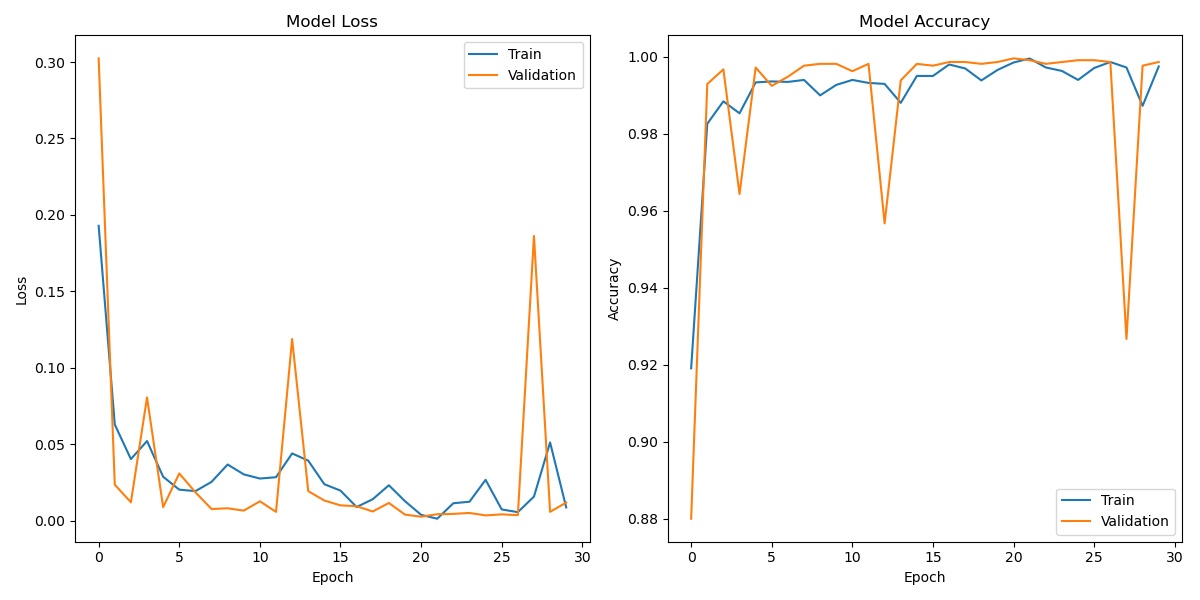 Model Loss
Train
Validation
0.30
0.25
0.20
0.15
0.10
0.05
0.00
Loss
0
5
10
15
20
25
30
Epoch
Model Accuracy
1.00
0.98
0.96
0.94
0.92
0.90
0.88
Accuracy
Train
Validation
0
5
10
15
20
25
30
Epoch